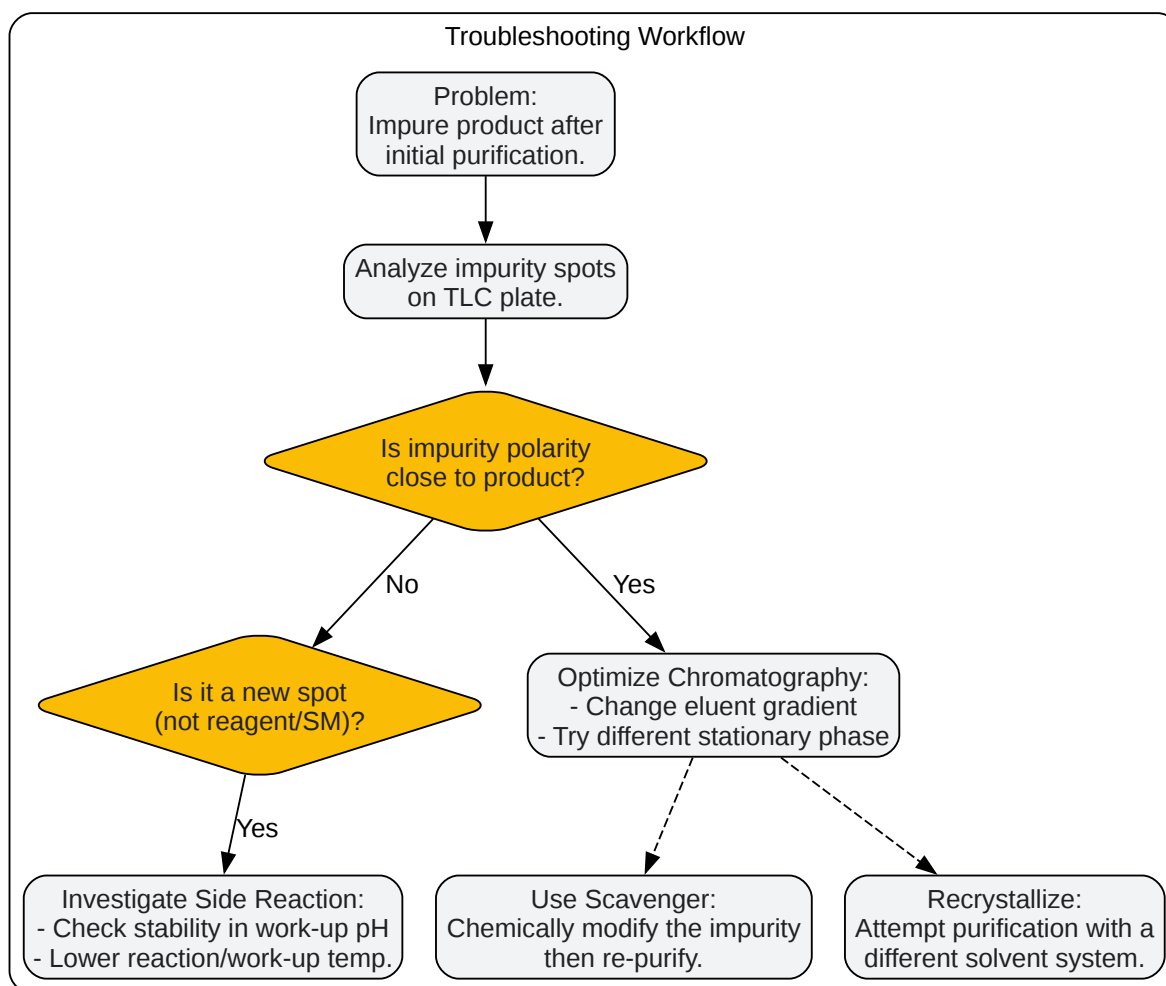 Troubleshooting Workflow
Problem:
Impure product after
initial purification.
Analyze impurity spots
on TLC plate.
Is impurity polarity
close to product?
No
Yes
Is it a new spot
(not reagent/SM)?
Optimize Chromatography:
- Change eluent gradient
- Try different stationary phase
Yes
Investigate Side Reaction:
- Check stability in work-up pH
- Lower reaction/work-up temp.
Use Scavenger:
Chemically modify the impurity
then re-purify.
Recrystallize:
Attempt purification with a
different solvent system.